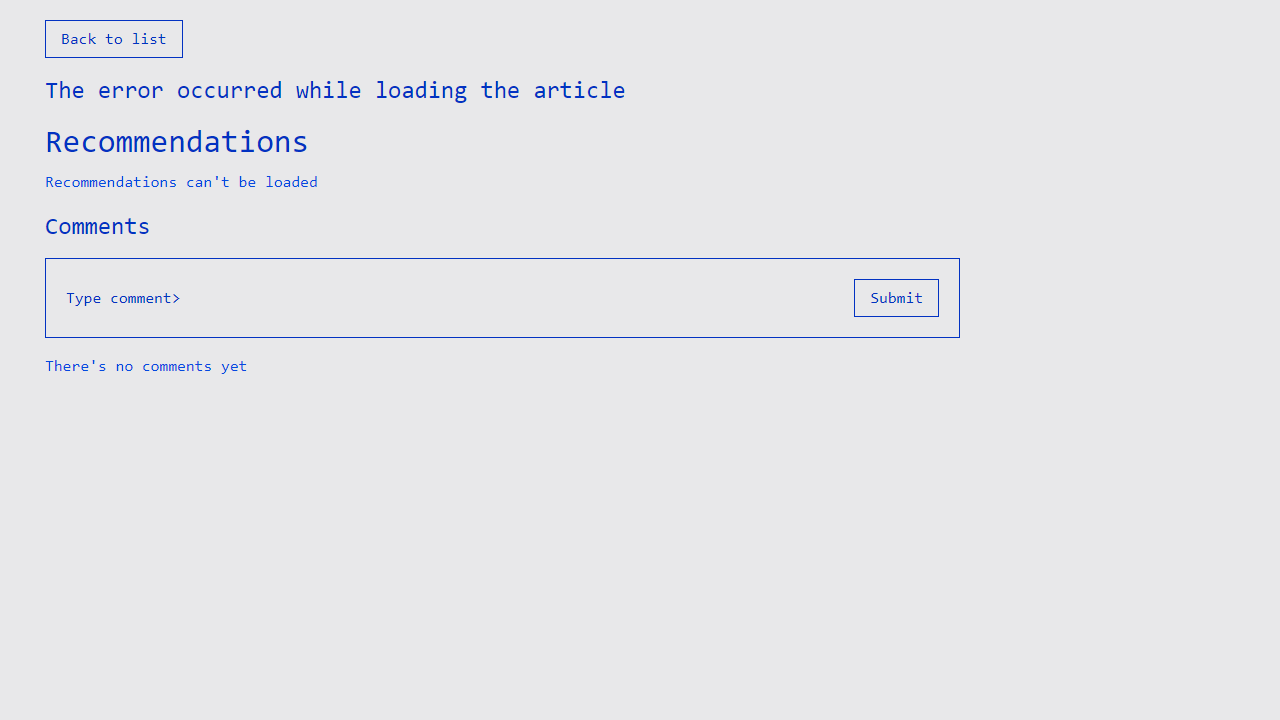 Back to list
The error occurred while loading the article
Recommendations
Recommendations can't be loaded
Comments
Type comment>
Submit
There's no comments yet